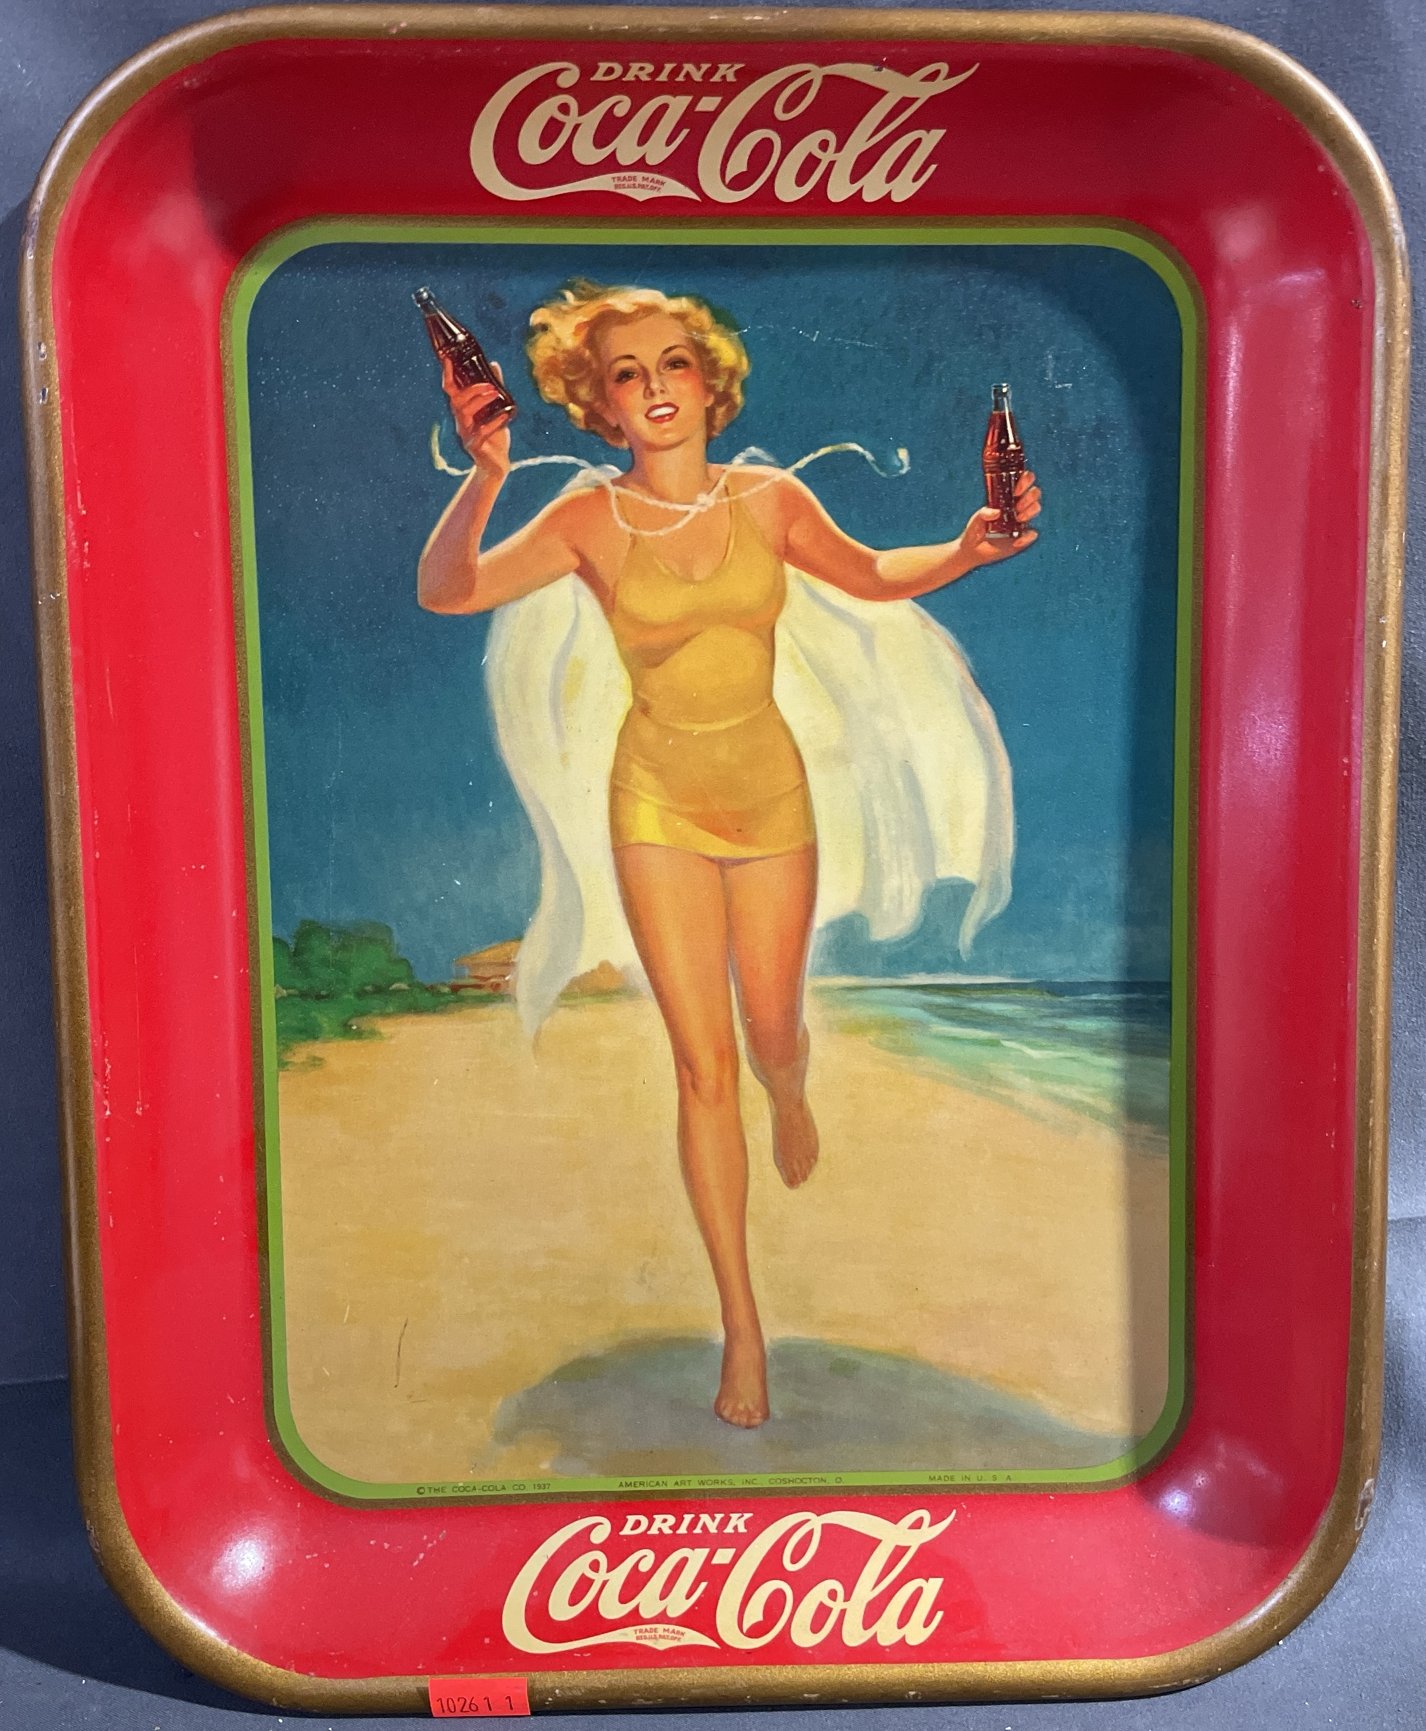 DRINK
Coca-Cola
TRADE MARK
REG.U.S.PAT.OFF.
© THE COCA-COLA CO. 1937 AMERICAN ART WORKS, INC., COSHOCTON, O. MADE IN U. S. A.
DRINK
Coca-Cola
TRADE MARK
REG.U.S.PAT.OFF.
10261 1